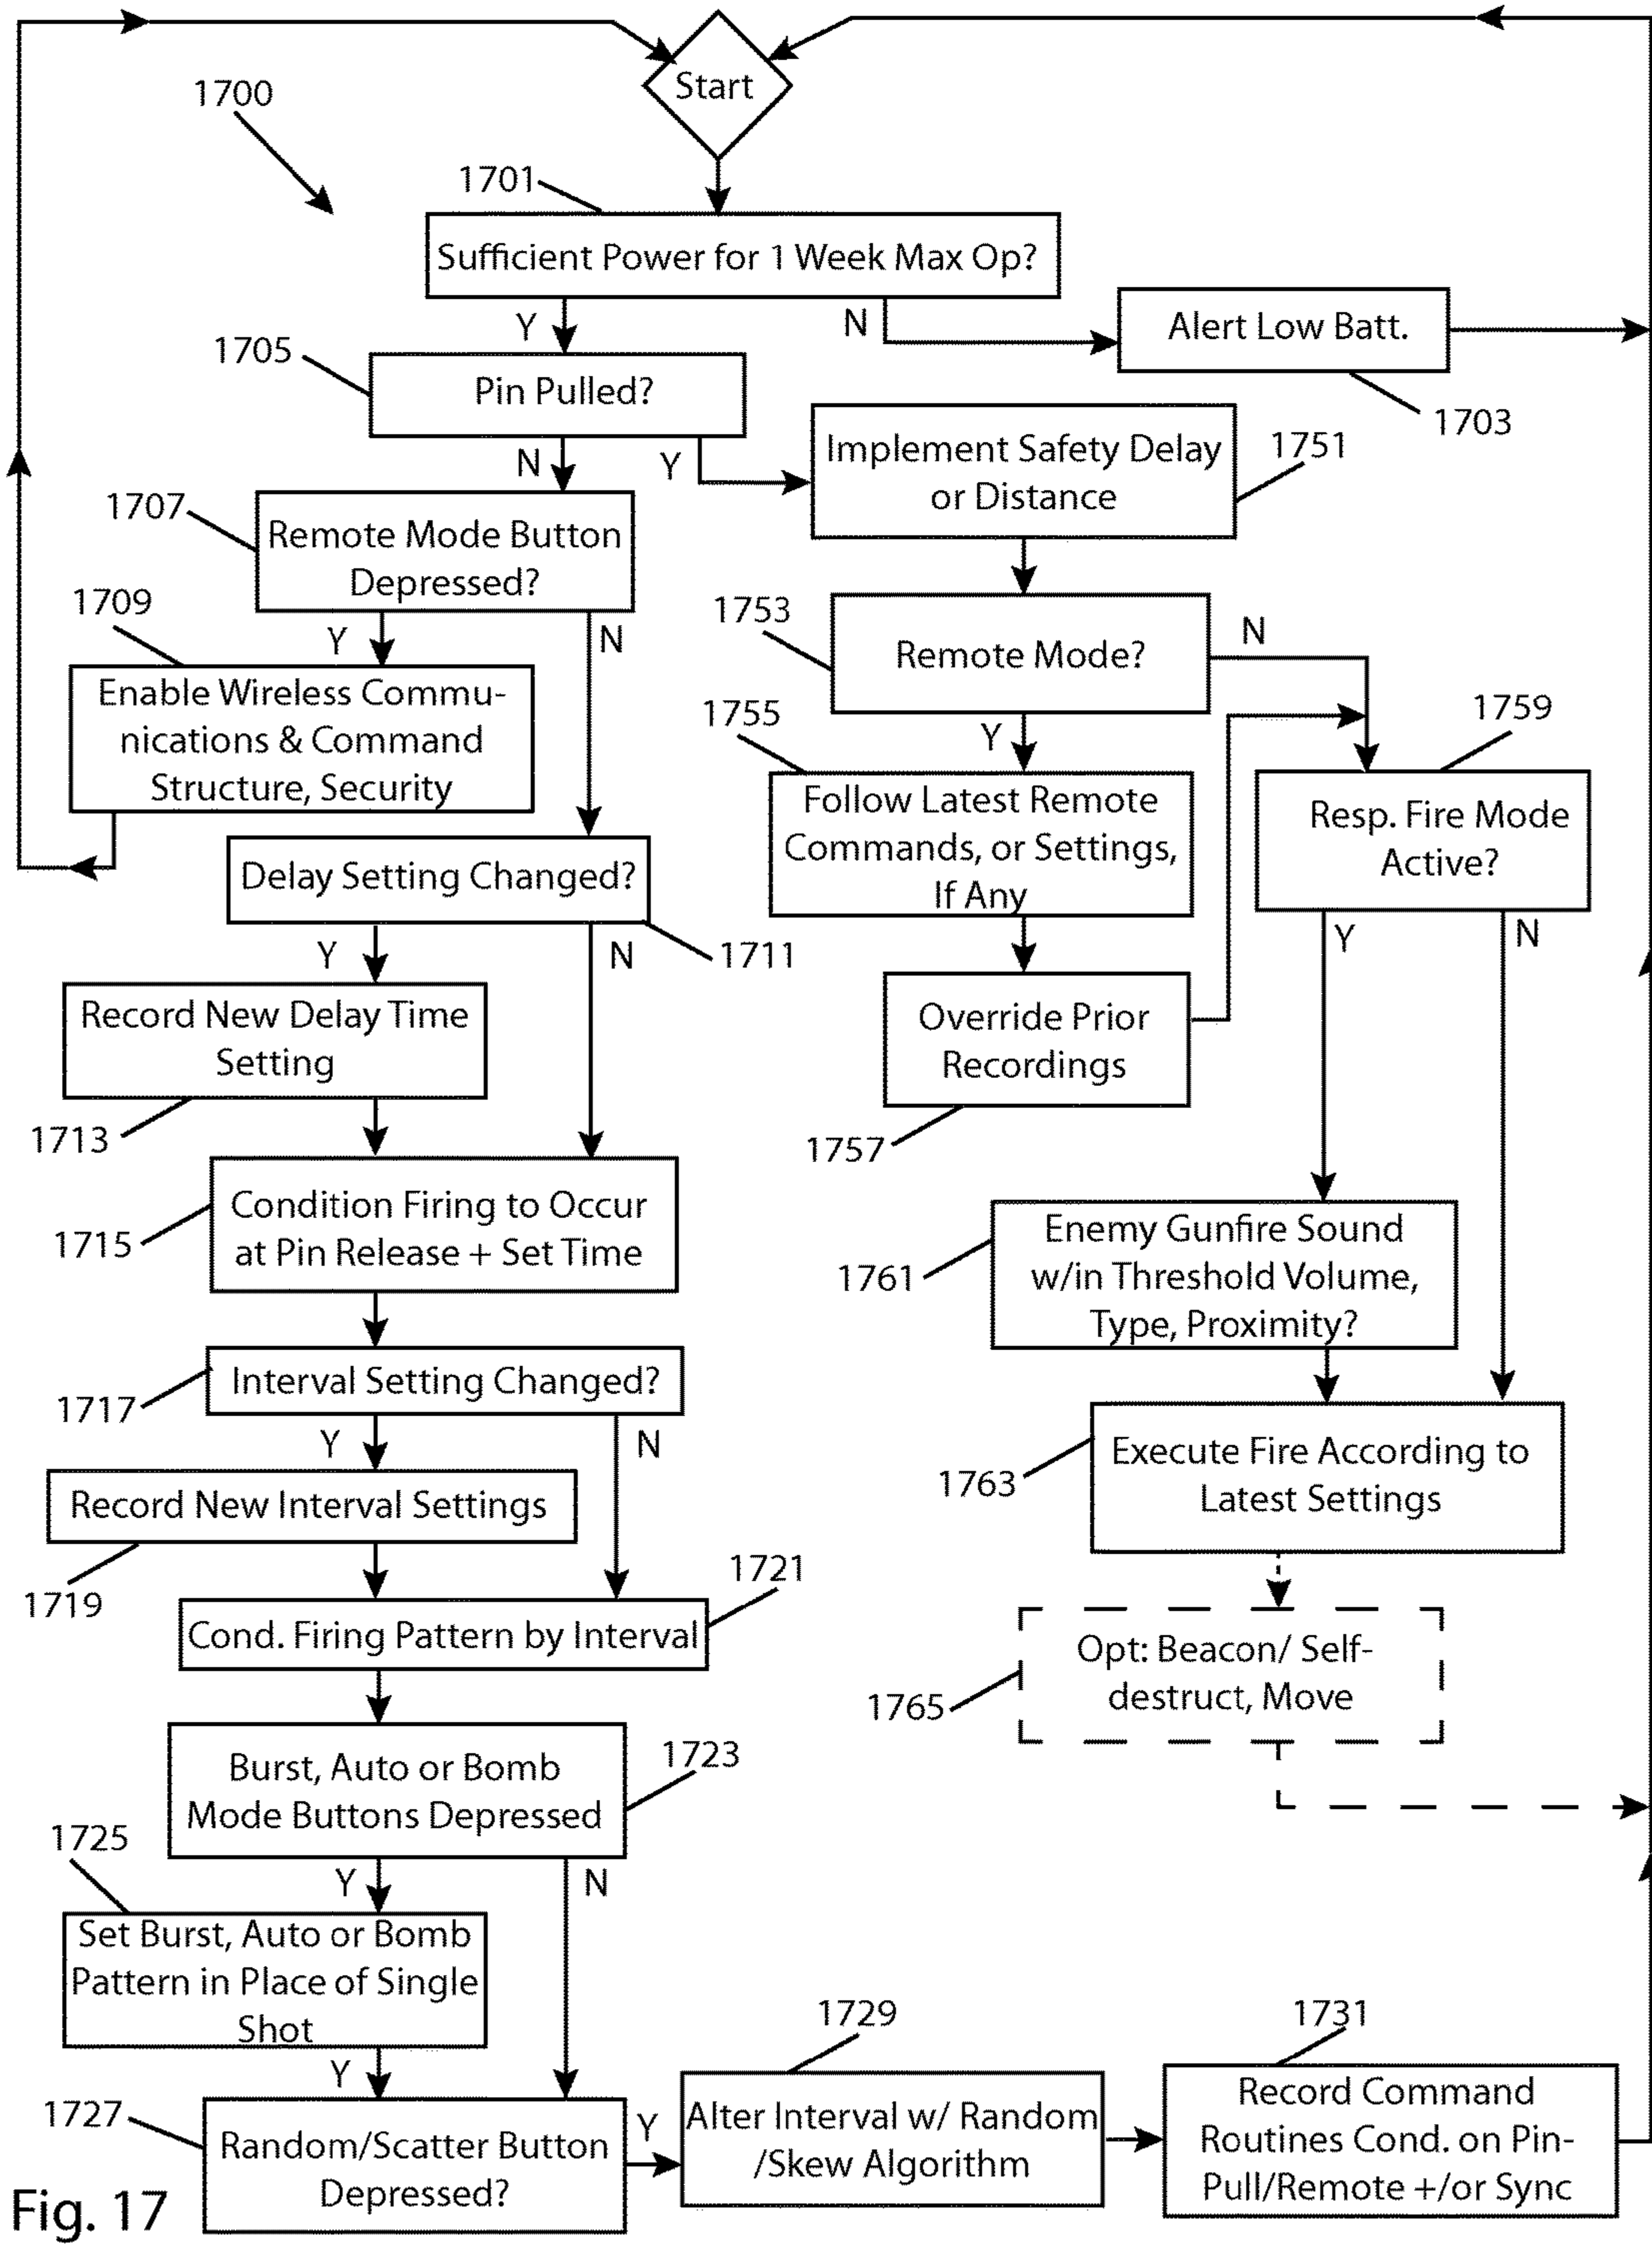 Start
1700
1701
Sufficient Power for 1 Week Max Op?
Y
N
Alert Low Batt.
1703
1705
Pin Pulled?
N
Y
Implement Safety Delay
or Distance
1751
1707
Remote Mode Button
Depressed?
Y
N
1709
Enable Wireless Commu-
nications & Command
Structure, Security
1753
Remote Mode?
N
Y
1755
Follow Latest Remote
Commands, or Settings,
If Any
1759
Resp. Fire Mode
Active?
Y
N
Delay Setting Changed?
1711
Y
N
Record New Delay Time
Setting
1713
Override Prior
Recordings
1757
Condition Firing to Occur
at Pin Release + Set Time
1715
Enemy Gunfire Sound
w/in Threshold Volume,
Type, Proximity?
1761
Interval Setting Changed?
1717
Y
N
Execute Fire According to
Latest Settings
1763
Record New Interval Settings
1719
1721
Cond. Firing Pattern by Interval
Opt: Beacon/ Self-
destruct, Move
1765
Burst, Auto or Bomb
Mode Buttons Depressed
1723
Y
N
1725
Set Burst, Auto or Bomb
Pattern in Place of Single
Shot
Y
1727
Random/Scatter Button
Depressed?
Y
1729
Alter Interval w/ Random
/Skew Algorithm
1731
Record Command
Routines Cond. on Pin-
Pull/Remote +/or Sync
Fig. 17